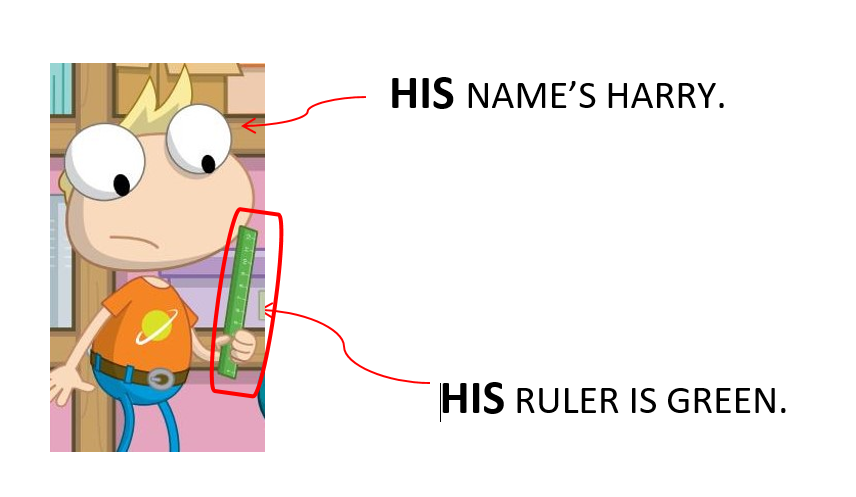 HIS NAME’S HARRY.
HIS RULER IS GREEN.